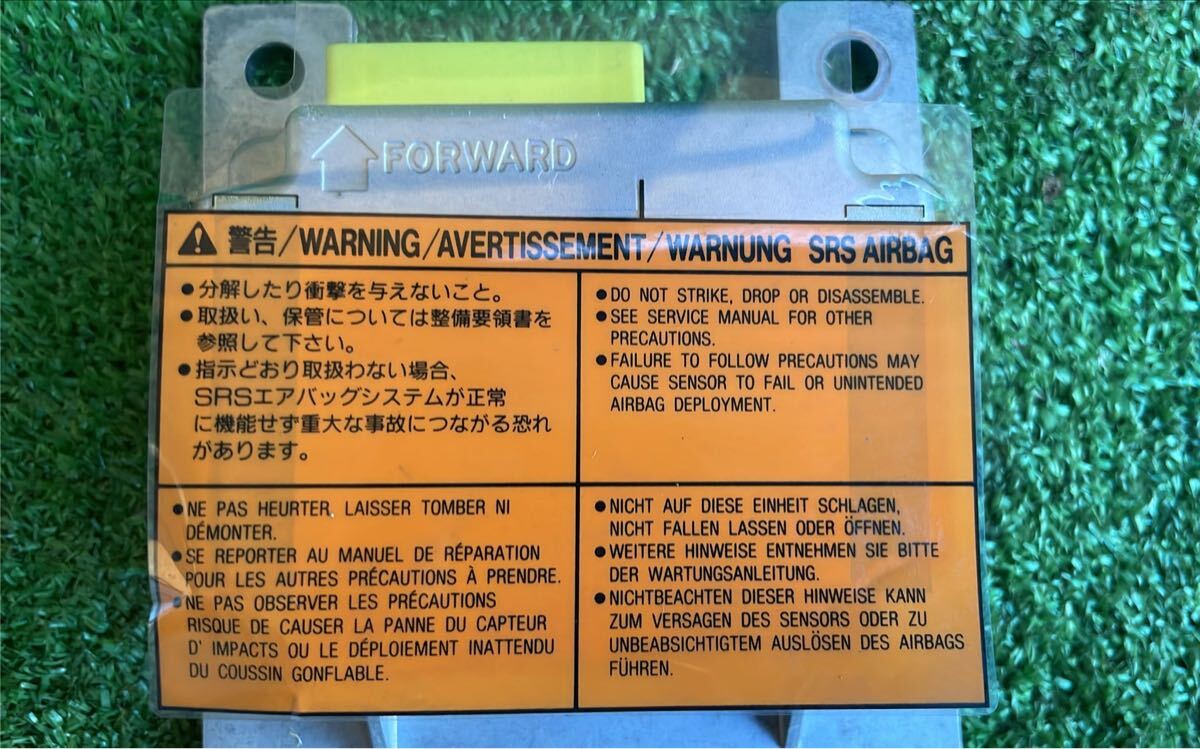 FORWARD
警告/WARNING/AVERTISSEMENT/WARNUNG SRS AIRBAG
●分解したり衝撃を与えないこと。
●取扱い、保管については整備要領書を
参照して下さい。
●指示どおり取扱わない場合、
SRSエアバッグシステムが正常
に機能せず重大な事故につながる恐れ
があります。
●DO NOT STRIKE, DROP OR DISASSEMBLE.
●SEE SERVICE MANUAL FOR OTHER
PRECAUTIONS.
●FAILURE TO FOLLOW PRECAUTIONS MAY
CAUSE SENSOR TO FAIL OR UNINTENDED
AIRBAG DEPLOYMENT.
●NE PAS HEURTER, LAISSER TOMBER NI
DÉMONTER.
●SE REPORTER AU MANUEL DE RÉPARATION
POUR LES AUTRES PRÉCAUTIONS À PRENDRE.
●NE PAS OBSERVER LES PRÉCAUTIONS
RISQUE DE CAUSER LA PANNE DU CAPTEUR
D' IMPACTS OU LE DÉPLOIEMENT INATTENDU
DU COUSSIN GONFLABLE.
●NICHT AUF DIESE EINHEIT SCHLAGEN,
NICHT FALLEN LASSEN ODER ÖFFNEN.
●WEITERE HINWEISE ENTNEHMEN SIE BITTE
DER WARTUNGSANLEITUNG.
●NICHTBEACHTEN DIESER HINWEISE KANN
ZUM VERSAGEN DES SENSORS ODER ZU
UNBEABSICHTIGTEM AUSLÖSEN DES AIRBAGS
FÜHREN.